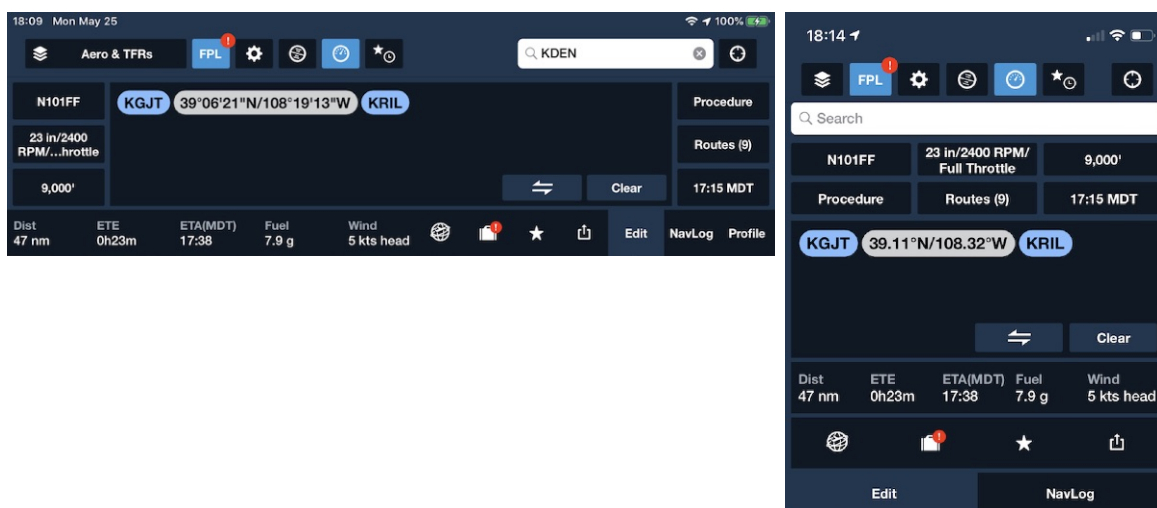 18:09 Mon May 25
100%
Aero & TFRs FPL KDEN
N101FF KGJT 39°06'21"N/108°19'13"W KRIL Procedure
23 in/2400
RPM/...hrottle
Routes (9)
9,000' Clear 17:15 MDT
Dist ETE ETA(MDT) Fuel Wind
47 nm 0h23m 17:38 7.9 g 5 kts head
Edit NavLog Profile
18:14
FPL
Search
N101FF
23 in/2400 RPM/
Full Throttle
9,000'
Procedure Routes (9) 17:15 MDT
KGJT 39.11°N/108.32°W KRIL
Clear
Dist ETE ETA(MDT) Fuel Wind
47 nm 0h23m 17:38 7.9 g 5 kts head
Edit NavLog